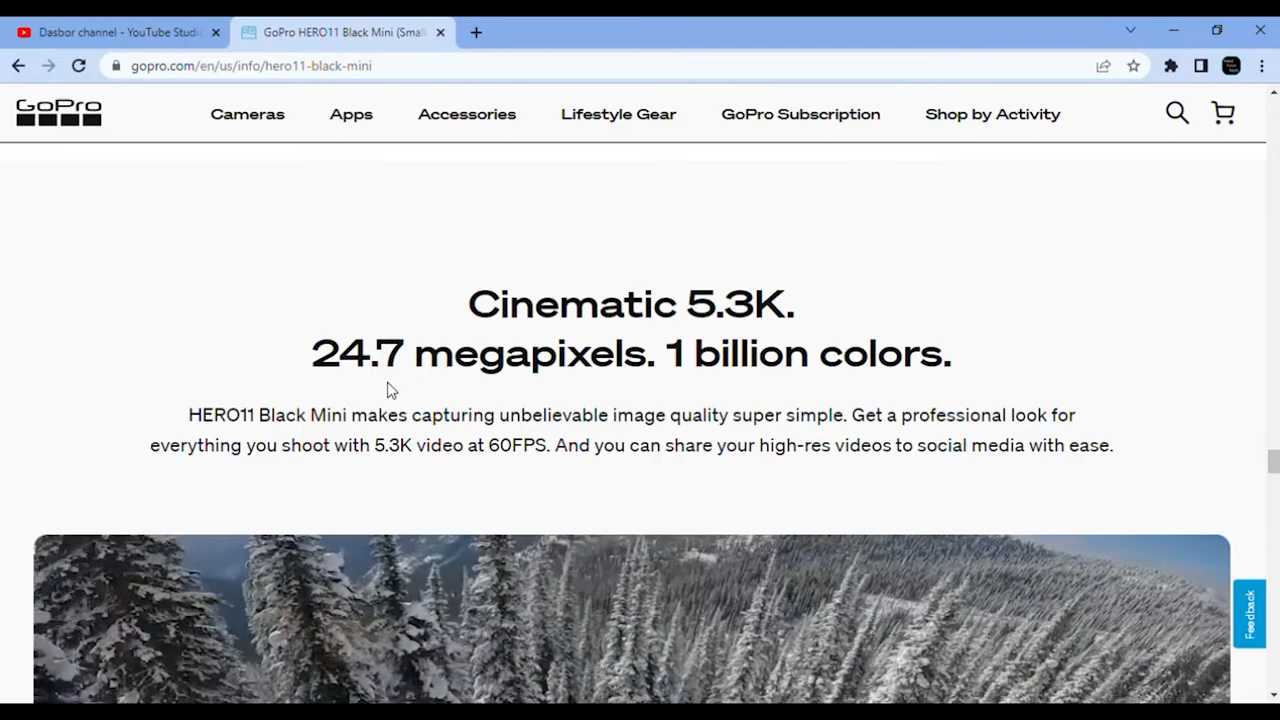 Dasbor channel - YouTube Studi
GoPro HERO11 Black Mini (Small
gopro.com/en/us/info/hero11-black-mini
GoPro
Cameras
Apps
Accessories
Lifestyle Gear
GoPro Subscription
Shop by Activity
Cinematic 5.3K.
24.7 megapixels. 1 billion colors.
HERO11 Black Mini makes capturing unbelievable image quality super simple. Get a professional look for
everything you shoot with 5.3K video at 60FPS. And you can share your high-res videos to social media with ease.
Feedback